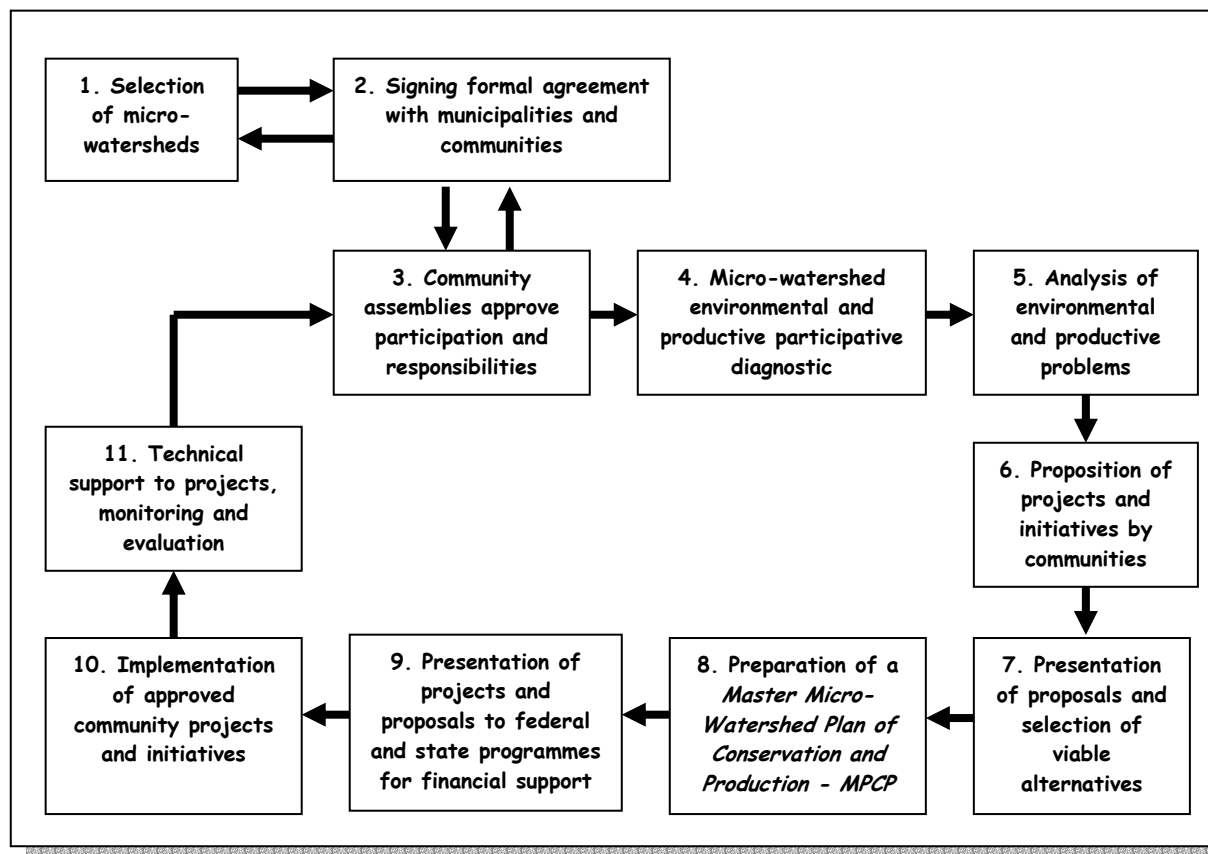 1. Selection
of micro-
watersheds
2. Signing formal agreement
with municipalities and
communities
3. Community
assemblies approve
participation and
responsibilities
4. Micro-watershed
environmental and
productive participative
diagnostic
5. Analysis of
environmental
and productive
problems
6. Proposition of
projects and
initiatives by
communities
7. Presentation
of proposals and
selection of
viable
alternatives
8. Preparation of a
Master Micro-
Watershed Plan of
Conservation and
Production - MPCP
9. Presentation of
projects and
proposals to federal
and state programmes
for financial support
10. Implementation
of approved
community projects
and initiatives
11. Technical
support to projects,
monitoring and
evaluation